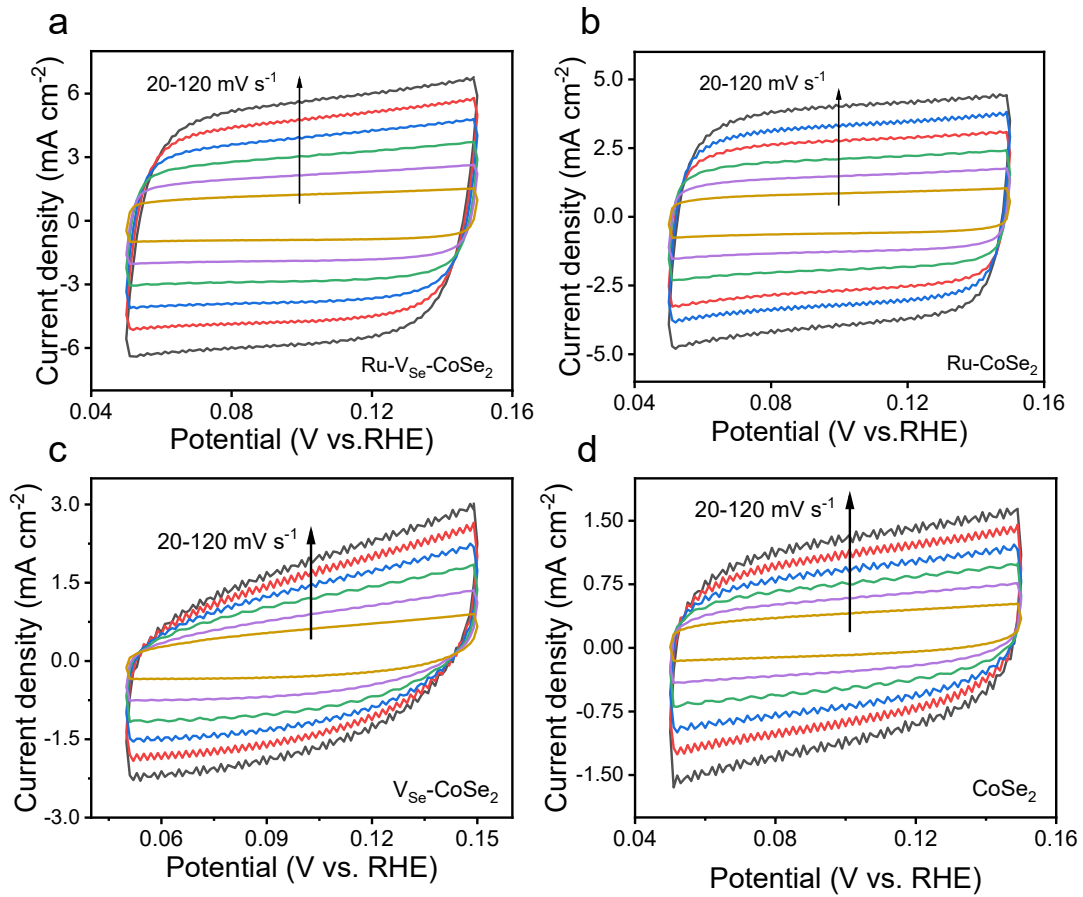 a
6
3
0
-3
-6
20-120 mV s⁻¹
Ru-V_Se-CoSe₂
0.04
0.08
0.12
0.16
Potential (V vs.RHE)
Current density (mA cm⁻²)
b
5.0
2.5
0.0
-2.5
-5.0
20-120 mV s⁻¹
Ru-CoSe₂
0.04
0.08
0.12
0.16
Potential (V vs.RHE)
Current density (mA cm⁻²)
c
3.0
1.5
0.0
-1.5
-3.0
20-120 mV s⁻¹
V_Se-CoSe₂
0.06
0.09
0.12
0.15
Potential (V vs. RHE)
Current density (mA cm⁻²)
d
1.50
0.75
0.00
-0.75
-1.50
20-120 mV s⁻¹
CoSe₂
0.04
0.08
0.12
0.16
Potential (V vs. RHE)
Current density (mA cm⁻²)